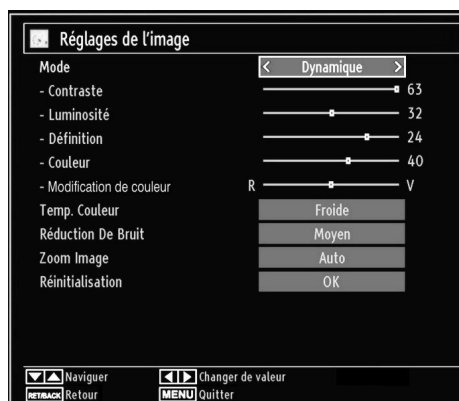 Réglages de l'image
Mode < Dynamique >
- Contraste 63
- Luminosité 32
- Définition 24
- Couleur 40
- Modification de couleur R V
Temp. Couleur Froide
Réduction De Bruit Moyen
Zoom Image Auto
Réinitialisation OK
Naviguer Changer de valeur
RET/BACK Retour MENU Quitter